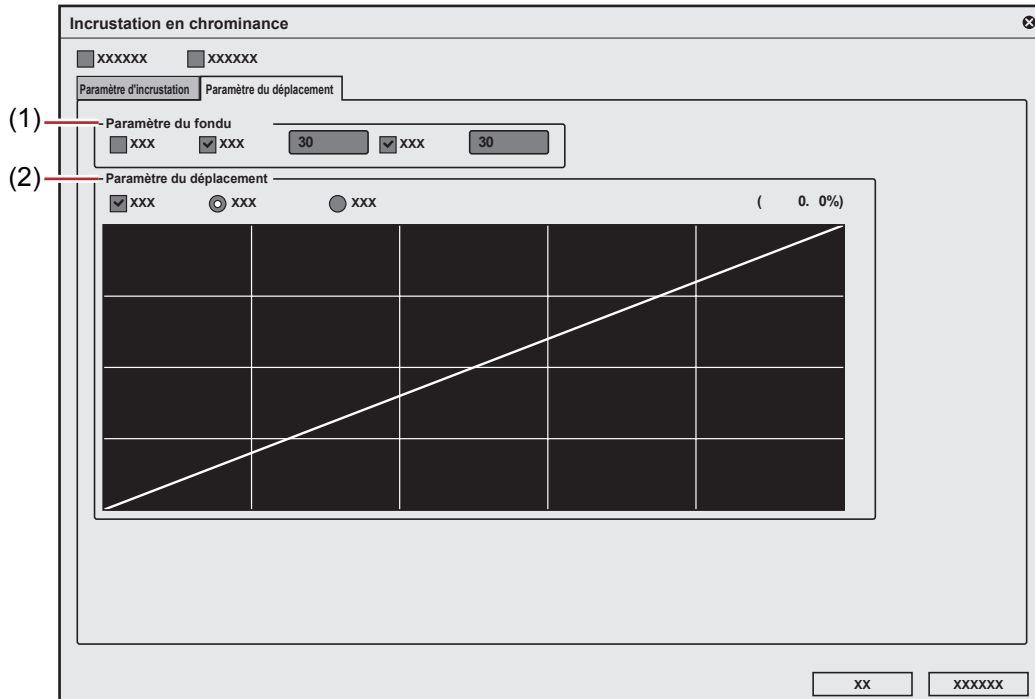 Incrustation en chrominance
xxxxxx xxxxxx
Paramètre d'incrustation Paramètre du déplacement
(1)
Paramètre du fondu
xxx xxx 30 xxx 30
(2)
Paramètre du déplacement
xxx xxx xxx ( 0. 0%)
xx xxxxxx